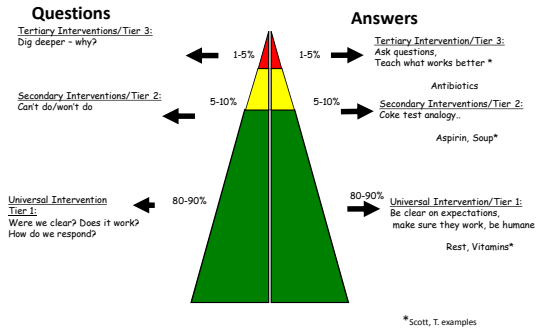 Questions
Tertiary Interventions/Tier 3:
Dig deeper – why?
1-5%
Secondary Interventions/Tier 2:
Can't do/won't do
5-10%
Universal Intervention
Tier 1:
Were we clear? Does it work?
How do we respond?
80-90%
Answers
1-5%
Tertiary Interventions/Tier 3:
Ask questions,
Teach what works better *
Antibiotics
5-10%
Secondary Interventions/Tier 2:
Coke test analogy..
Aspirin, Soup*
80-90%
Universal Intervention/Tier 1:
Be clear on expectations,
make sure they work, be humane
Rest, Vitamins*
*Scott, T. examples